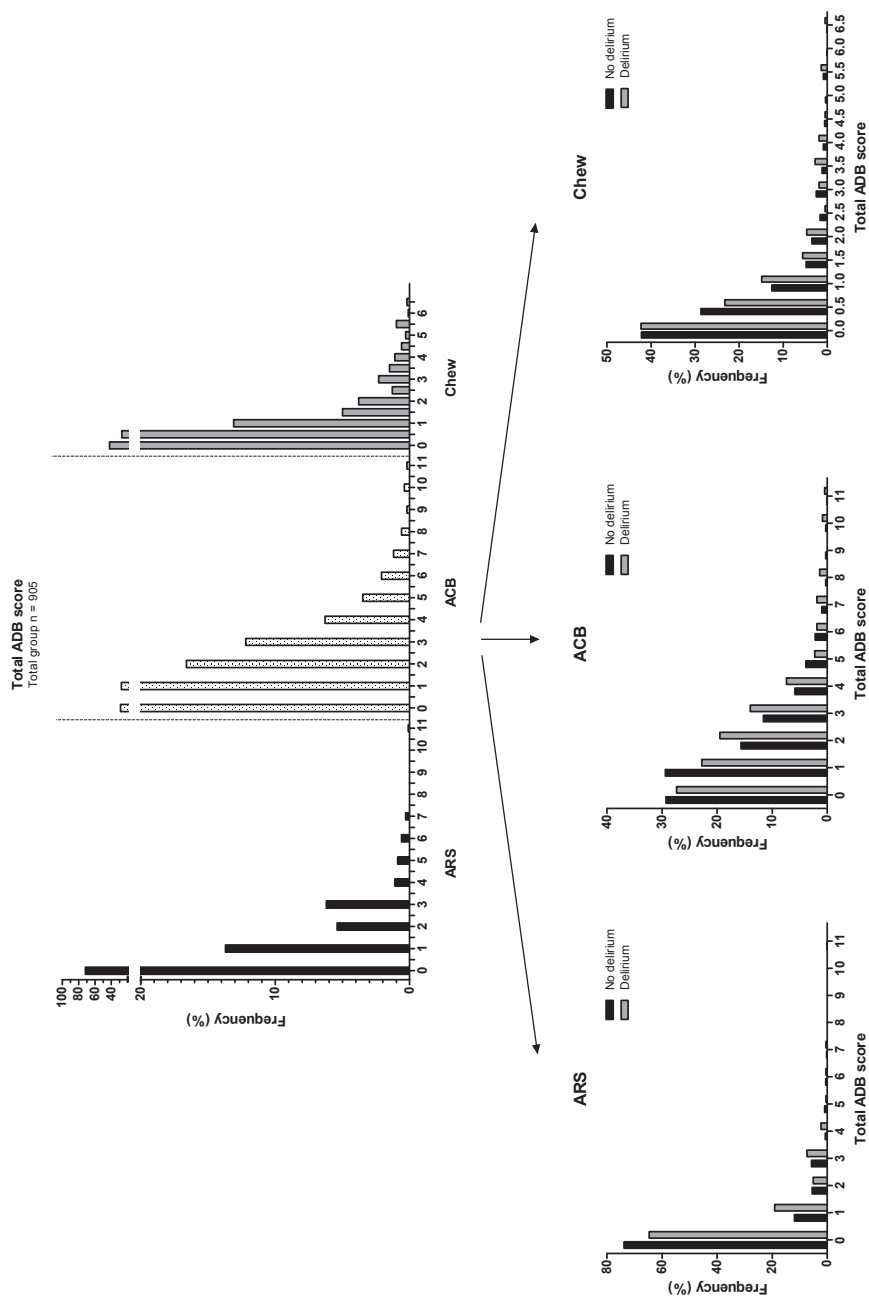 Total ADB score
Total group n = 905
Frequency (%)
100
80
60
40
20
10
0
0 1 2 3 4 5 6 7 8 9 10 11
0 1 2 3 4 5 6 7 8 9 10 11
0 1 2 3 4 5 6
ARS
ACB
Chew
ARS
No delirium
Delirium
Frequency (%)
80
60
40
20
0
0 1 2 3 4 5 6 7 8 9 10 11
Total ADB score
ACB
No delirium
Delirium
Frequency (%)
40
30
20
10
0
0 1 2 3 4 5 6 7 8 9 10 11
Total ADB score
Chew
No delirium
Delirium
Frequency (%)
50
40
30
20
10
0
0.0 0.5 1.0 1.5 2.0 2.5 3.0 3.5 4.0 4.5 5.0 5.5 6.0 6.5
Total ADB score